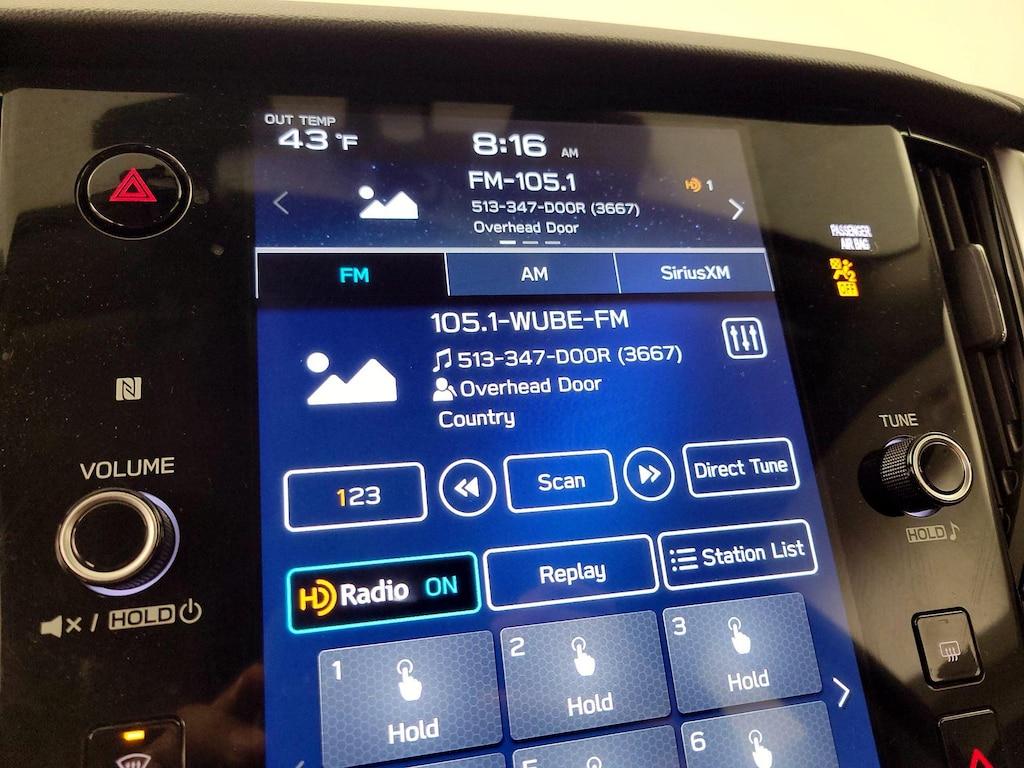 OUT TEMP
43 °F
8:16 AM
FM-105.1
HD 1
513-347-DOOR (3667)
Overhead Door
PASSENGER
AIR BAG
OFF
FM
AM
SiriusXM
105.1-WUBE-FM
513-347-DOOR (3667)
Overhead Door
Country
VOLUME
TUNE
123
Scan
Direct Tune
HOLD
HD Radio ON
Replay
Station List
/ HOLD
1
2
3
Hold
Hold
Hold
5
6